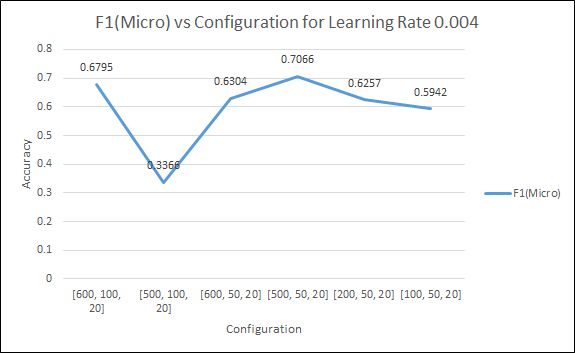 F1(Micro) vs Configuration for Learning Rate 0.004
0.8
0.7
0.6
0.5
0.4
0.3
0.2
0.1
0
Accuracy
0.6795
0.3366
0.6304
0.7066
0.6257
0.5942
[600, 100,
20]
[500, 100,
20]
[600, 50, 20]
[500, 50, 20]
[200, 50, 20]
[100, 50, 20]
Configuration
F1(Micro)